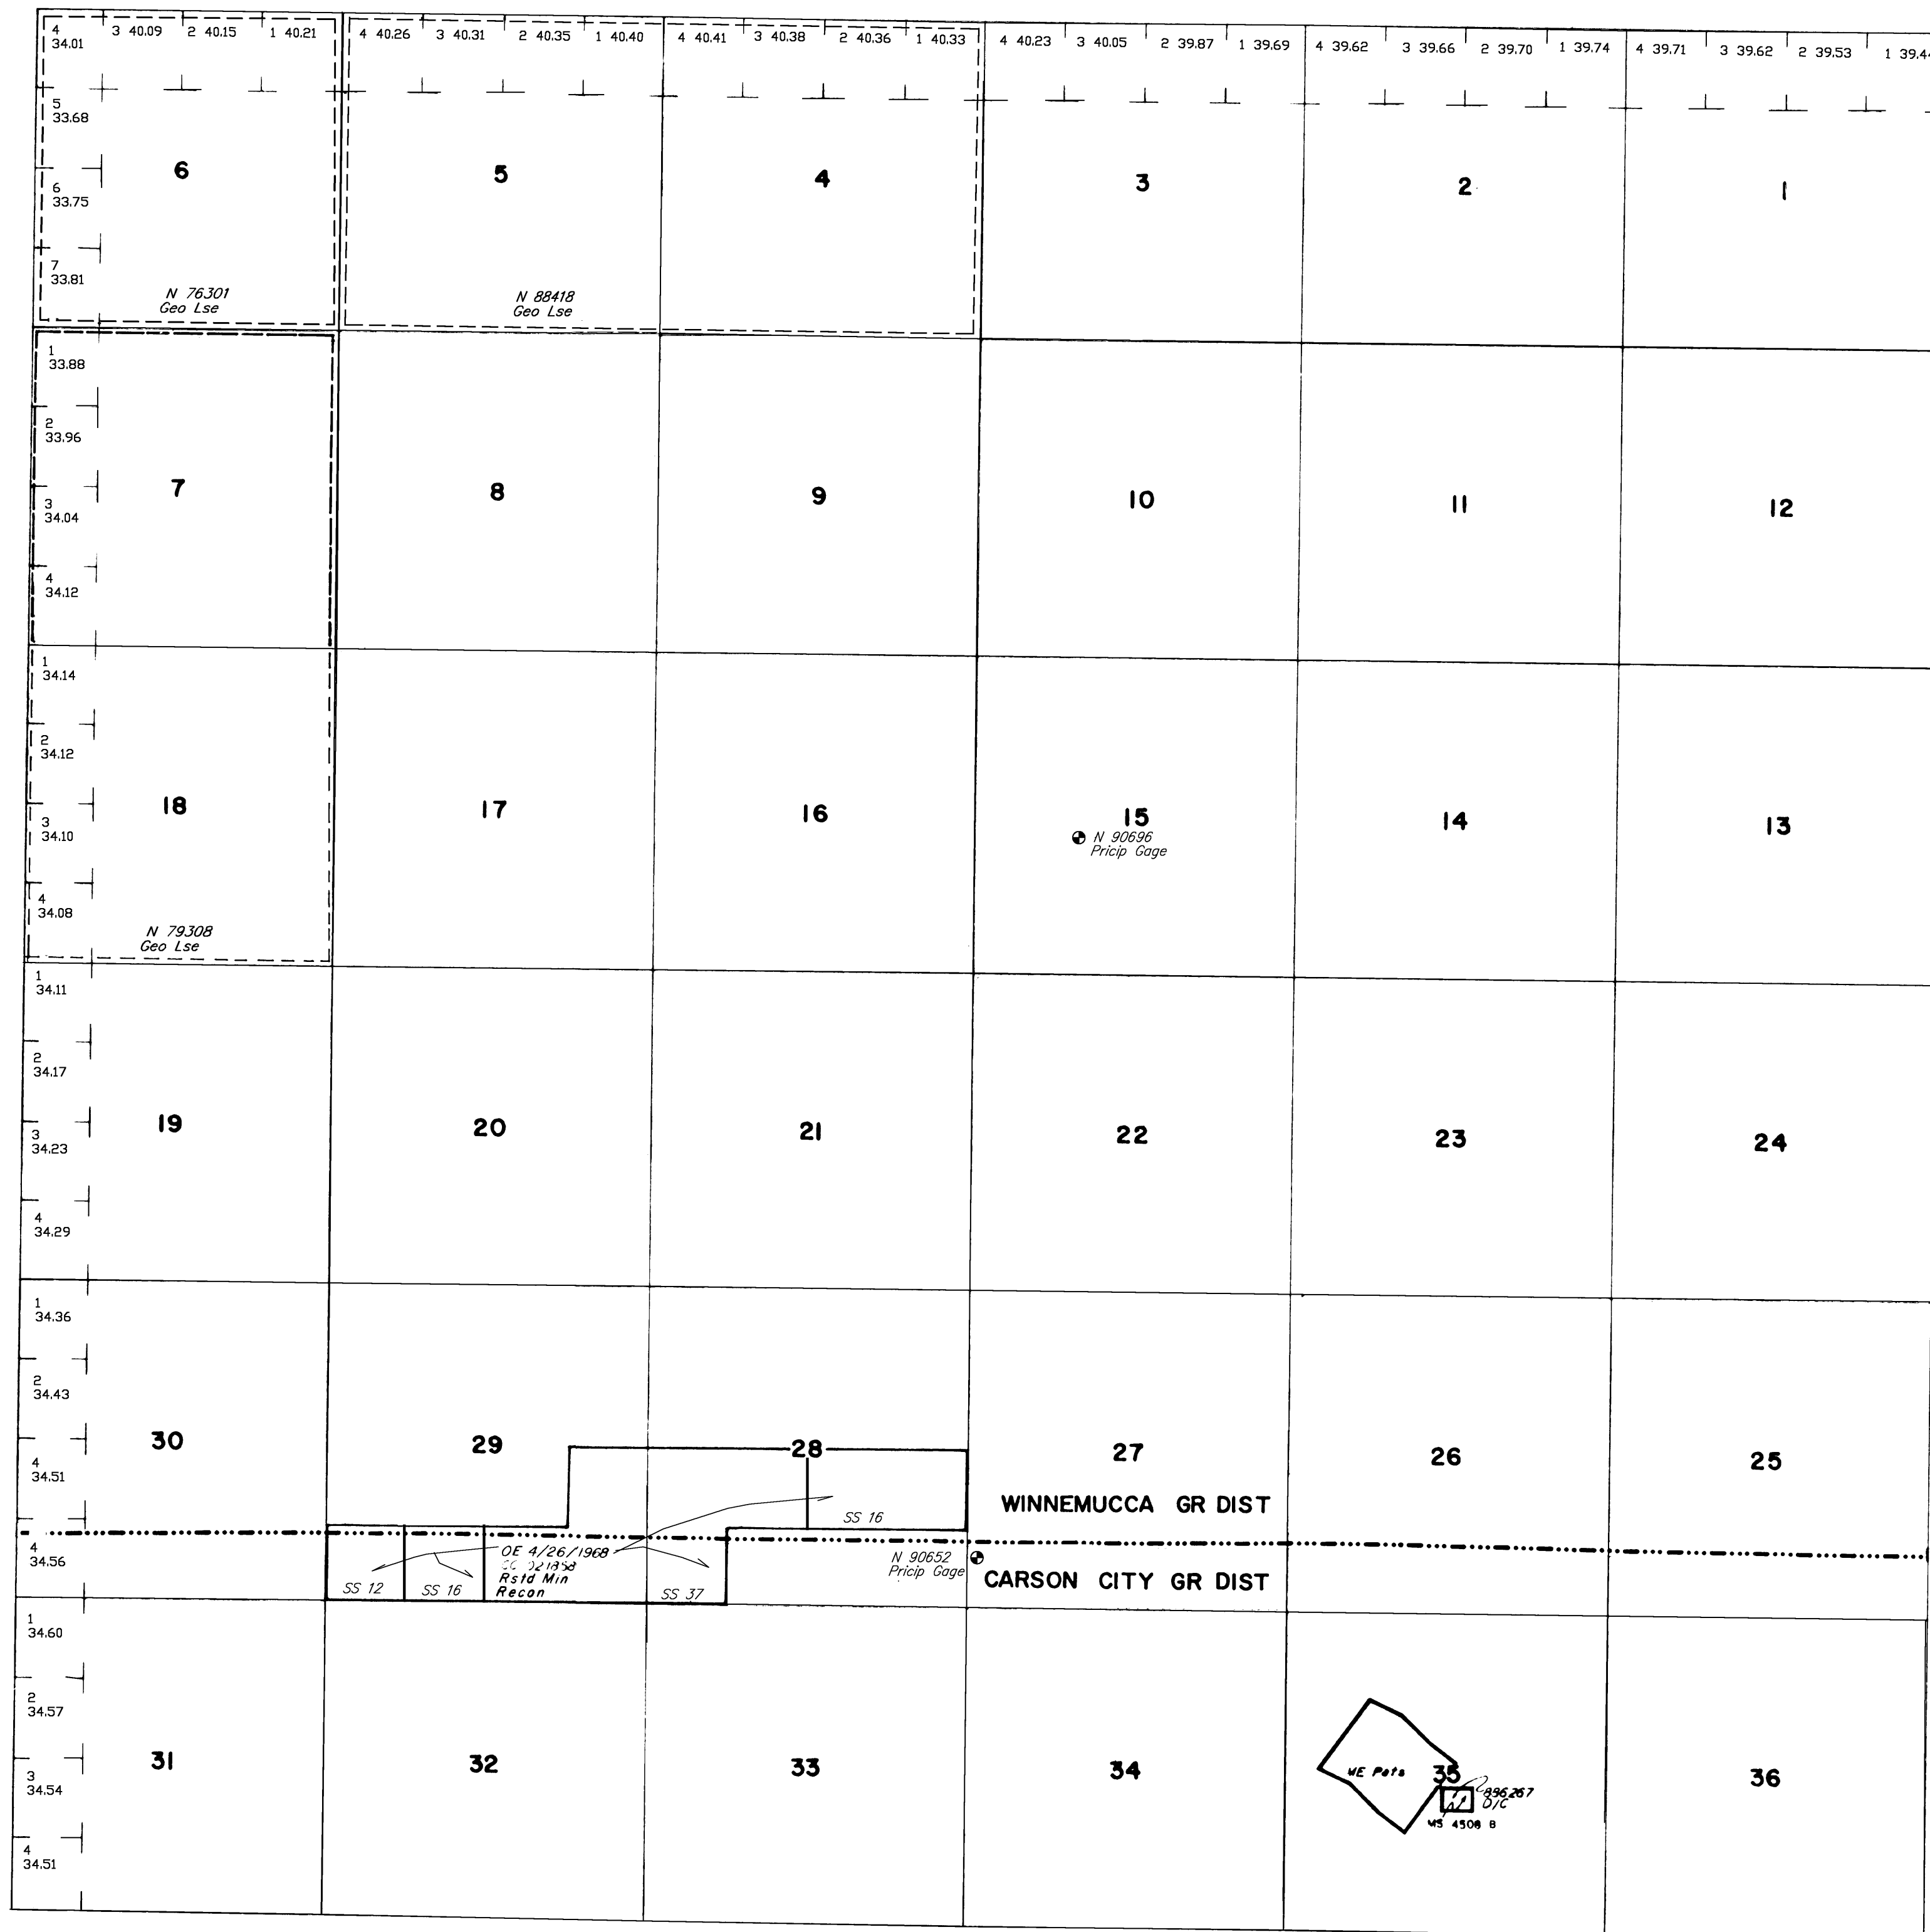 4 3 40.09 2 40.15 1 40.21 4 40.26 3 40.31 2 40.35 1 40.40 4 40.41 3 40.38 2 40.36 1 40.33 4 40.23 3 40.05 2 39.87 1 39.69 4 39.62 3 39.66 2 39.70 1 39.74 4 39.71 3 39.62 2 39.53 1 39.44
34.01
5
33.68
6 5 4 3 2 1
6
33.75
7
33.81
N 76301
Geo Lse
N 88418
Geo Lse
1
33.88
2
33.96
7 8 9 10 11 12
3
34.04
4
34.12
1
34.14
2
34.12
18 17 16 15 14 13
3
34.10
N 90696
Pricip Gage
4
34.08
N 79308
Geo Lse
1
34.11
2
34.17
19 20 21 22 23 24
3
34.23
4
34.29
1
34.36
2
34.43
30 29 28 27 26 25
4
34.51
WINNEMUCCA GR DIST
SS 16
4
34.56
OE 4/26/1968
Rstd Min
Recon
SS 12
SS 16
SS 37
N 90652
Pricip Gage
CARSON CITY GR DIST
1
34.60
2
34.57
31 32 33 34 35 36
3
34.54
ME Pats
896267
D/C
MS 4508 B
4
34.51